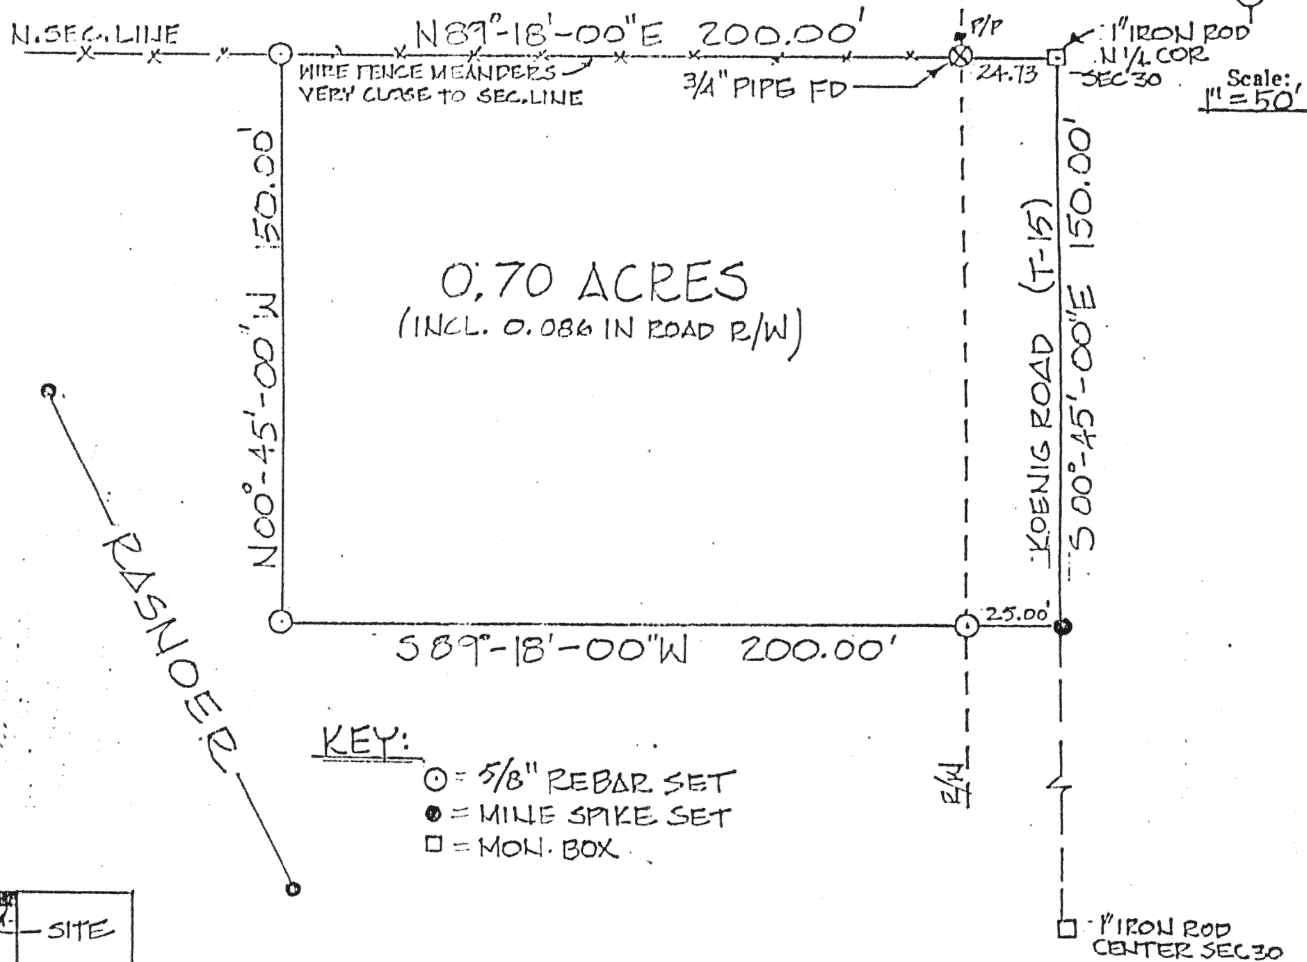 N.SEC.LINE
N89°-18'-00"E 200.00'
P/P
1" IRON ROD
N 1/4 COR
SEC 30
WIRE FENCE MEANDERS
VERY CLOSE TO SEC.LINE
3/4" PIPE FD
24.73
Scale:
1" = 50'
N00°-45'-00"W 150.00'
0.70 ACRES
(INCL. 0.086 IN ROAD R/W)
KOENIG ROAD (T-15)
S 00°-45'-00"E 150.00'
RASNOER
25.00'
S89°-18'-00"W 200.00'
KEY:
= 5/8" REBAR SET
= MINE SPIKE SET
= MON. BOX
R/W
SITE
1" IRON ROD
CENTER SEC 30